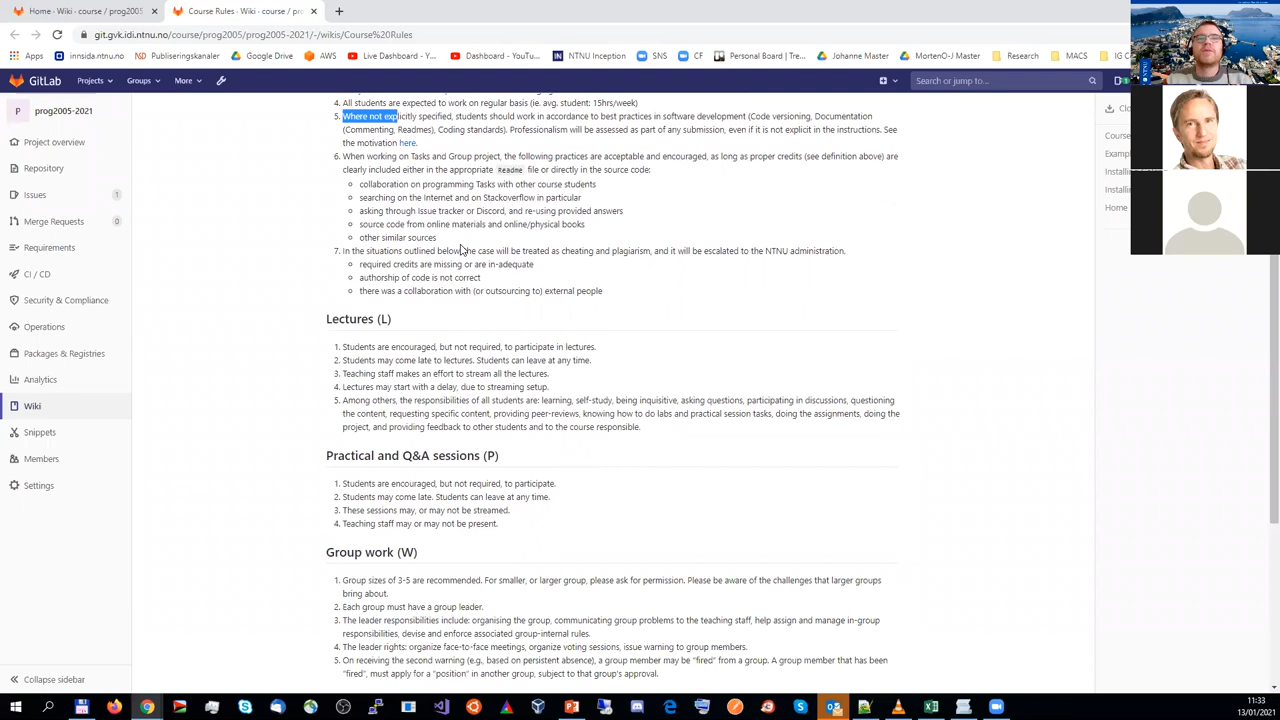 Home · Wiki · course / prog2005
Course Rules · Wiki · course / pro
git.gvk.idi.ntnu.no/course/prog2005/prog2005-2021/-/wikis/Course%20Rules
Apps innsida.ntnu.no Publiseringskanaler Google Drive AWS Live Dashboard - Y... Dashboard - YouTu... NTNU Inception SNS CF Personal Board | Tre... Johanne Master MortenO-J Master Research MACS IG C
GitLab Projects Groups More Search or jump to...
prog2005-2021
Project overview
Repository
Issues 1
Merge Requests 0
Requirements
CI / CD
Security & Compliance
Operations
Packages & Registries
Analytics
Wiki
Snippets
Members
Settings
Collapse sidebar
4. All students are expected to work on regular basis (ie. avg. student: 15hrs/week)
5. Where not explicitly specified, students should work in accordance to best practices in software development (Code versioning, Documentation
(Commenting, Readmes), Coding standards). Professionalism will be assessed as part of any submission, even if it is not explicit in the instructions. See
the motivation here.
6. When working on Tasks and Group project, the following practices are acceptable and encouraged, as long as proper credits (see definition above) are
clearly included either in the appropriate Readme file or directly in the source code:
collaboration on programming Tasks with other course students
searching on the Internet and on Stackoverflow in particular
asking through Issue tracker or Discord, and re-using provided answers
source code from online materials and online/physical books
other similar sources
7. In the situations outlined below the case will be treated as cheating and plagiarism, and it will be escalated to the NTNU administration.
required credits are missing or are in-adequate
authorship of code is not correct
there was a collaboration with (or outsourcing to) external people
Lectures (L)
1. Students are encouraged, but not required, to participate in lectures.
2. Students may come late to lectures. Students can leave at any time.
3. Teaching staff makes an effort to stream all the lectures.
4. Lectures may start with a delay, due to streaming setup.
5. Among others, the responsibilities of all students are: learning, self-study, being inquisitive, asking questions, participating in discussions, questioning
the content, requesting specific content, providing peer-reviews, knowing how to do labs and practical session tasks, doing the assignments, doing the
project, and providing feedback to other students and to the course responsible.
Practical and Q&A sessions (P)
1. Students are encouraged, but not required, to participate.
2. Students may come late. Students can leave at any time.
3. These sessions may, or may not be streamed.
4. Teaching staff may or may not be present.
Group work (W)
1. Group sizes of 3-5 are recommended. For smaller, or larger group, please ask for permission. Please be aware of the challenges that larger groups
bring about.
2. Each group must have a group leader.
3. The leader responsibilities include: organising the group, communicating group problems to the teaching staff, help assign and manage in-group
responsibilities, devise and enforce associated group-internal rules.
4. The leader rights: organize face-to-face meetings, organize voting sessions, issue warning to group members.
5. On receiving the second warning (e.g., based on persistent absence), a group member may be "fired" from a group. A group member that has been
"fired", must apply for a "position" in another group, subject to that group's approval.
Clo
Course
Exampl
Installing
Installing
Home
11:33
13/01/2021